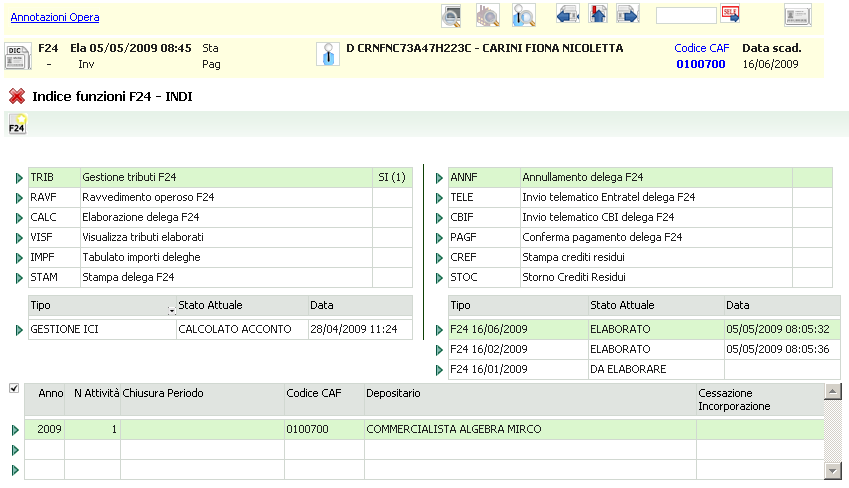 Annotazioni Opera
SELE
DIC F24 Ela 05/05/2009 08:45 Sta D CRNFNC73A47H223C - CARINI FIONA NICOLETTA Codice CAF Data scad.
- Inv Pag 0100700 16/06/2009
Indice funzioni F24 - INDI
F24
TRIB Gestione tributi F24 SI (1)
RAVF Ravvedimento operoso F24
CALC Elaborazione delega F24
VISF Visualizza tributi elaborati
IMPF Tabulato importi deleghe
STAM Stampa delega F24
ANNF Annullamento delega F24
TELE Invio telematico Entratel delega F24
CBIF Invio telematico CBI delega F24
PAGF Conferma pagamento delega F24
CREF Stampa crediti residui
STOC Storno Crediti Residui
Tipo Stato Attuale Data
GESTIONE ICI CALCOLATO ACCONTO 28/04/2009 11:24
Tipo Stato Attuale Data
F24 16/06/2009 ELABORATO 05/05/2009 08:05:32
F24 16/02/2009 ELABORATO 05/05/2009 08:05:36
F24 16/01/2009 DA ELABORARE
Anno N Attività Chiusura Periodo Codice CAF Depositario Cessazione
Incorporazione
2009 1 0100700 COMMERCIALISTA ALGEBRA MIRCO